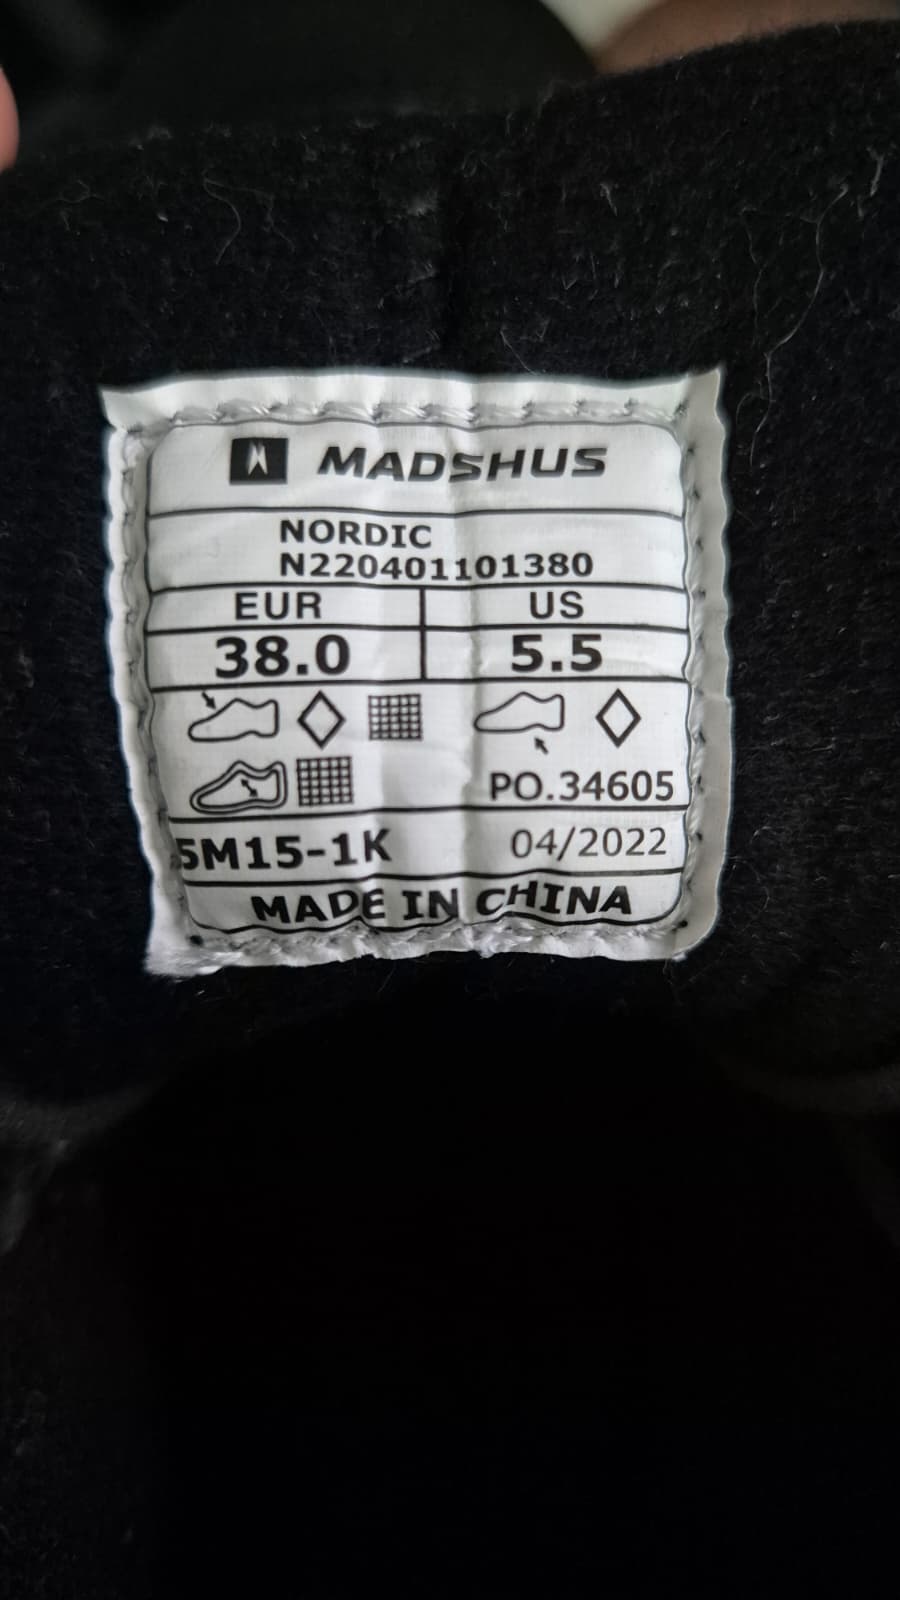 MADSHUS
NORDIC
N220401101380
EUR US
38.0 5.5
PO.34605
5M15-1K 04/2022
MADE IN CHINA